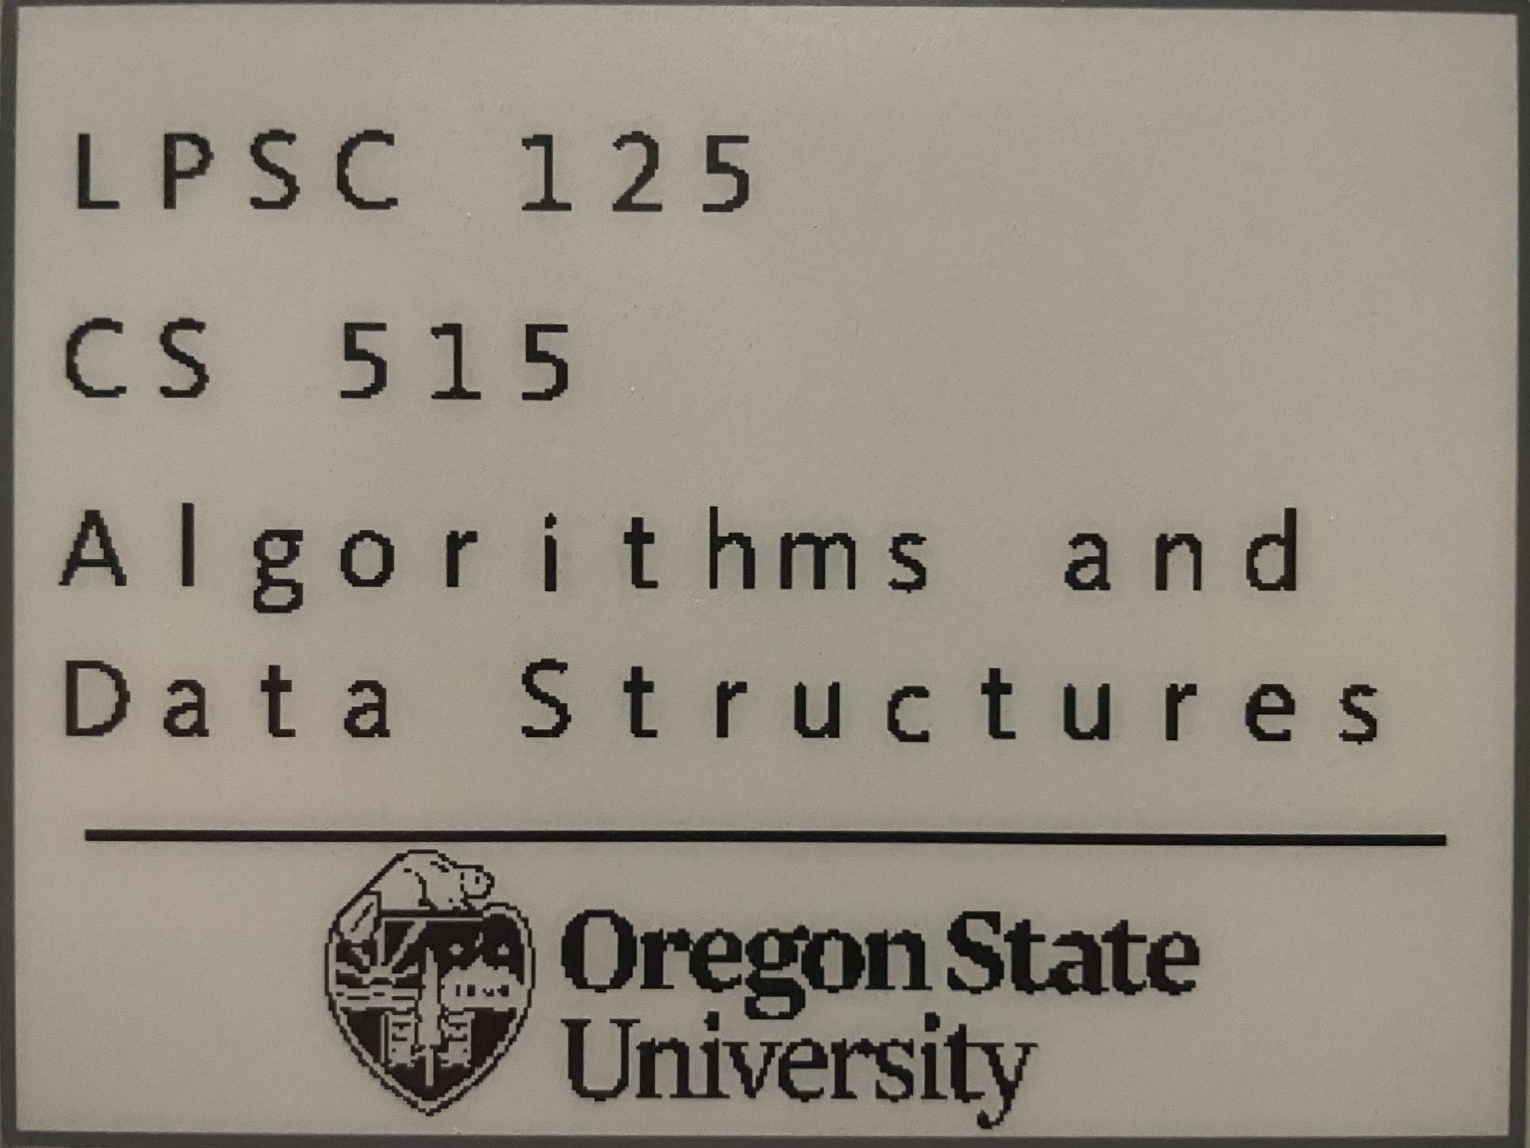 LPSC 125
CS 515
Algorithms and
Data Structures
Oregon State
University